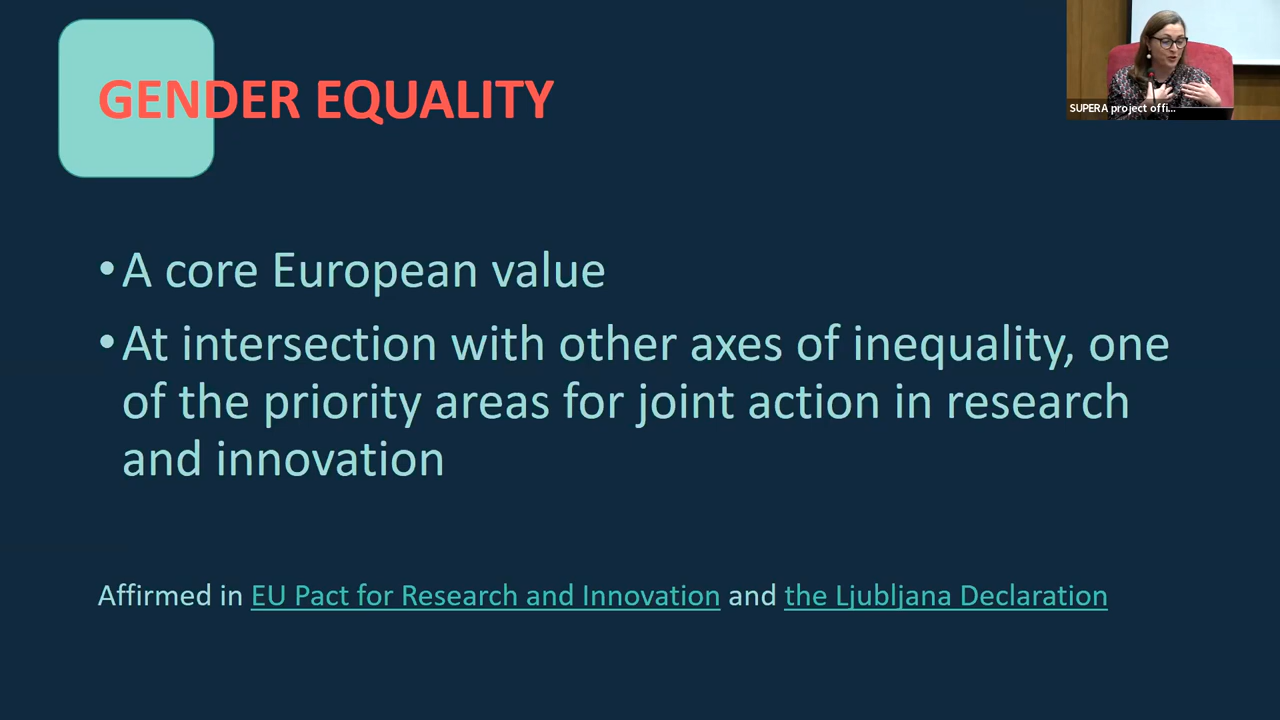 GENDER EQUALITY
SUPERA project offi...
•A core European value
•At intersection with other axes of inequality, one
of the priority areas for joint action in research
and innovation
Affirmed in EU Pact for Research and Innovation and the Ljubljana Declaration